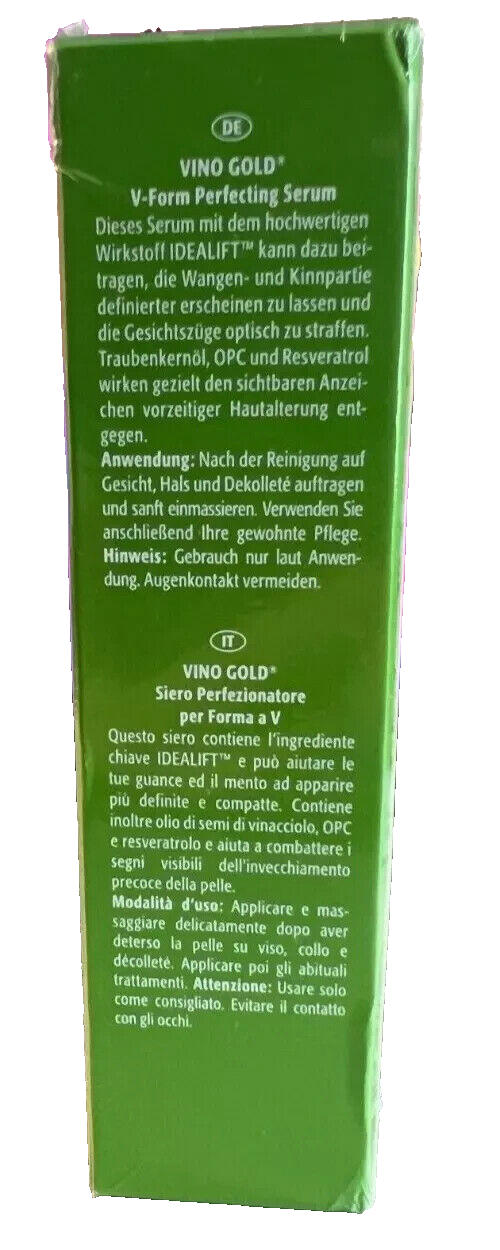 DE
VINO GOLD®
V-Form Perfecting Serum
Dieses Serum mit dem hochwertigen
Wirkstoff IDEALIFT™ kann dazu bei-
tragen, die Wangen- und Kinnpartie
definierter erscheinen zu lassen und
die Gesichtszüge optisch zu straffen.
Traubenkernöl, OPC und Resveratrol
wirken gezielt den sichtbaren Anzei-
chen vorzeitiger Hautalterung ent-
gegen.
Anwendung: Nach der Reinigung auf
Gesicht, Hals und Dekolleté auftragen
und sanft einmassieren. Verwenden Sie
anschließend Ihre gewohnte Pflege.
Hinweis: Gebrauch nur laut Anwen-
dung. Augenkontakt vermeiden.
IT
VINO GOLD®
Siero Perfezionatore
per Forma a V
Questo siero contiene l'ingrediente
chiave IDEALIFT™ e può aiutare le
tue guance ed il mento ad apparire
più definite e compatte. Contiene
inoltre olio di semi di vinacciolo, OPC
e resveratrolo e aiuta a combattere i
segni visibili dell'invecchiamento
precoce della pelle.
Modalità d'uso: Applicare e mas-
saggiare delicatamente dopo aver
deterso la pelle su viso, collo e
décolleté. Applicare poi gli abituali
trattamenti. Attenzione: Usare solo
come consigliato. Evitare il contatto
con gli occhi.